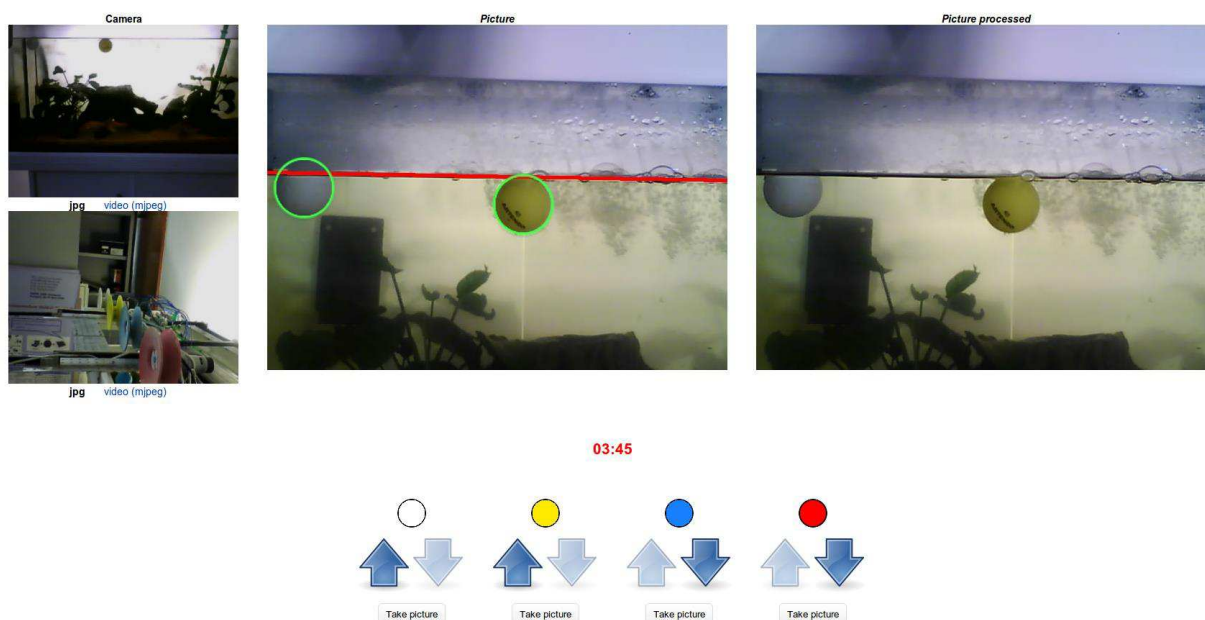 Camera
Picture
Picture processed
jpg video (mjpeg)
jpg video (mjpeg)
03:45
Take picture
Take picture
Take picture
Take picture